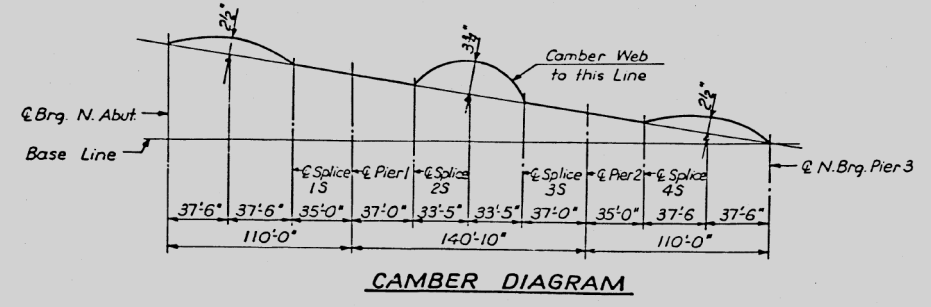 2½"
3¾"
Camber Web
to this Line
2½"
℄ Brg. N. Abut.
Base Line
℄ N. Brg. Pier 3
℄ Splice
1S
℄ Pier 1
℄ Splice
2S
℄ Splice
3S
℄ Pier 2
℄ Splice
4S
37'-6" 37'-6" 35'-0" 37'-0" 33'-5" 33'-5" 37'-0" 35'-0" 37'-6 37'-6"
110'-0" 140'-10" 110'-0"
CAMBER DIAGRAM